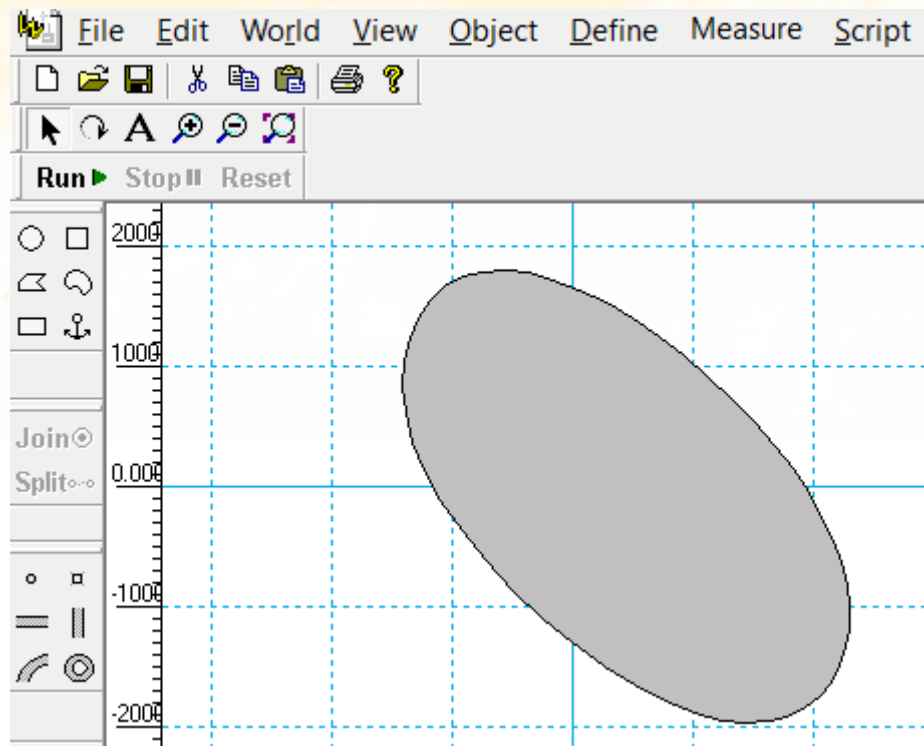 File Edit World View Object Define Measure Script
A
Run Stop Reset
2000
1000
Join
0.000
Split
-1000
-2000